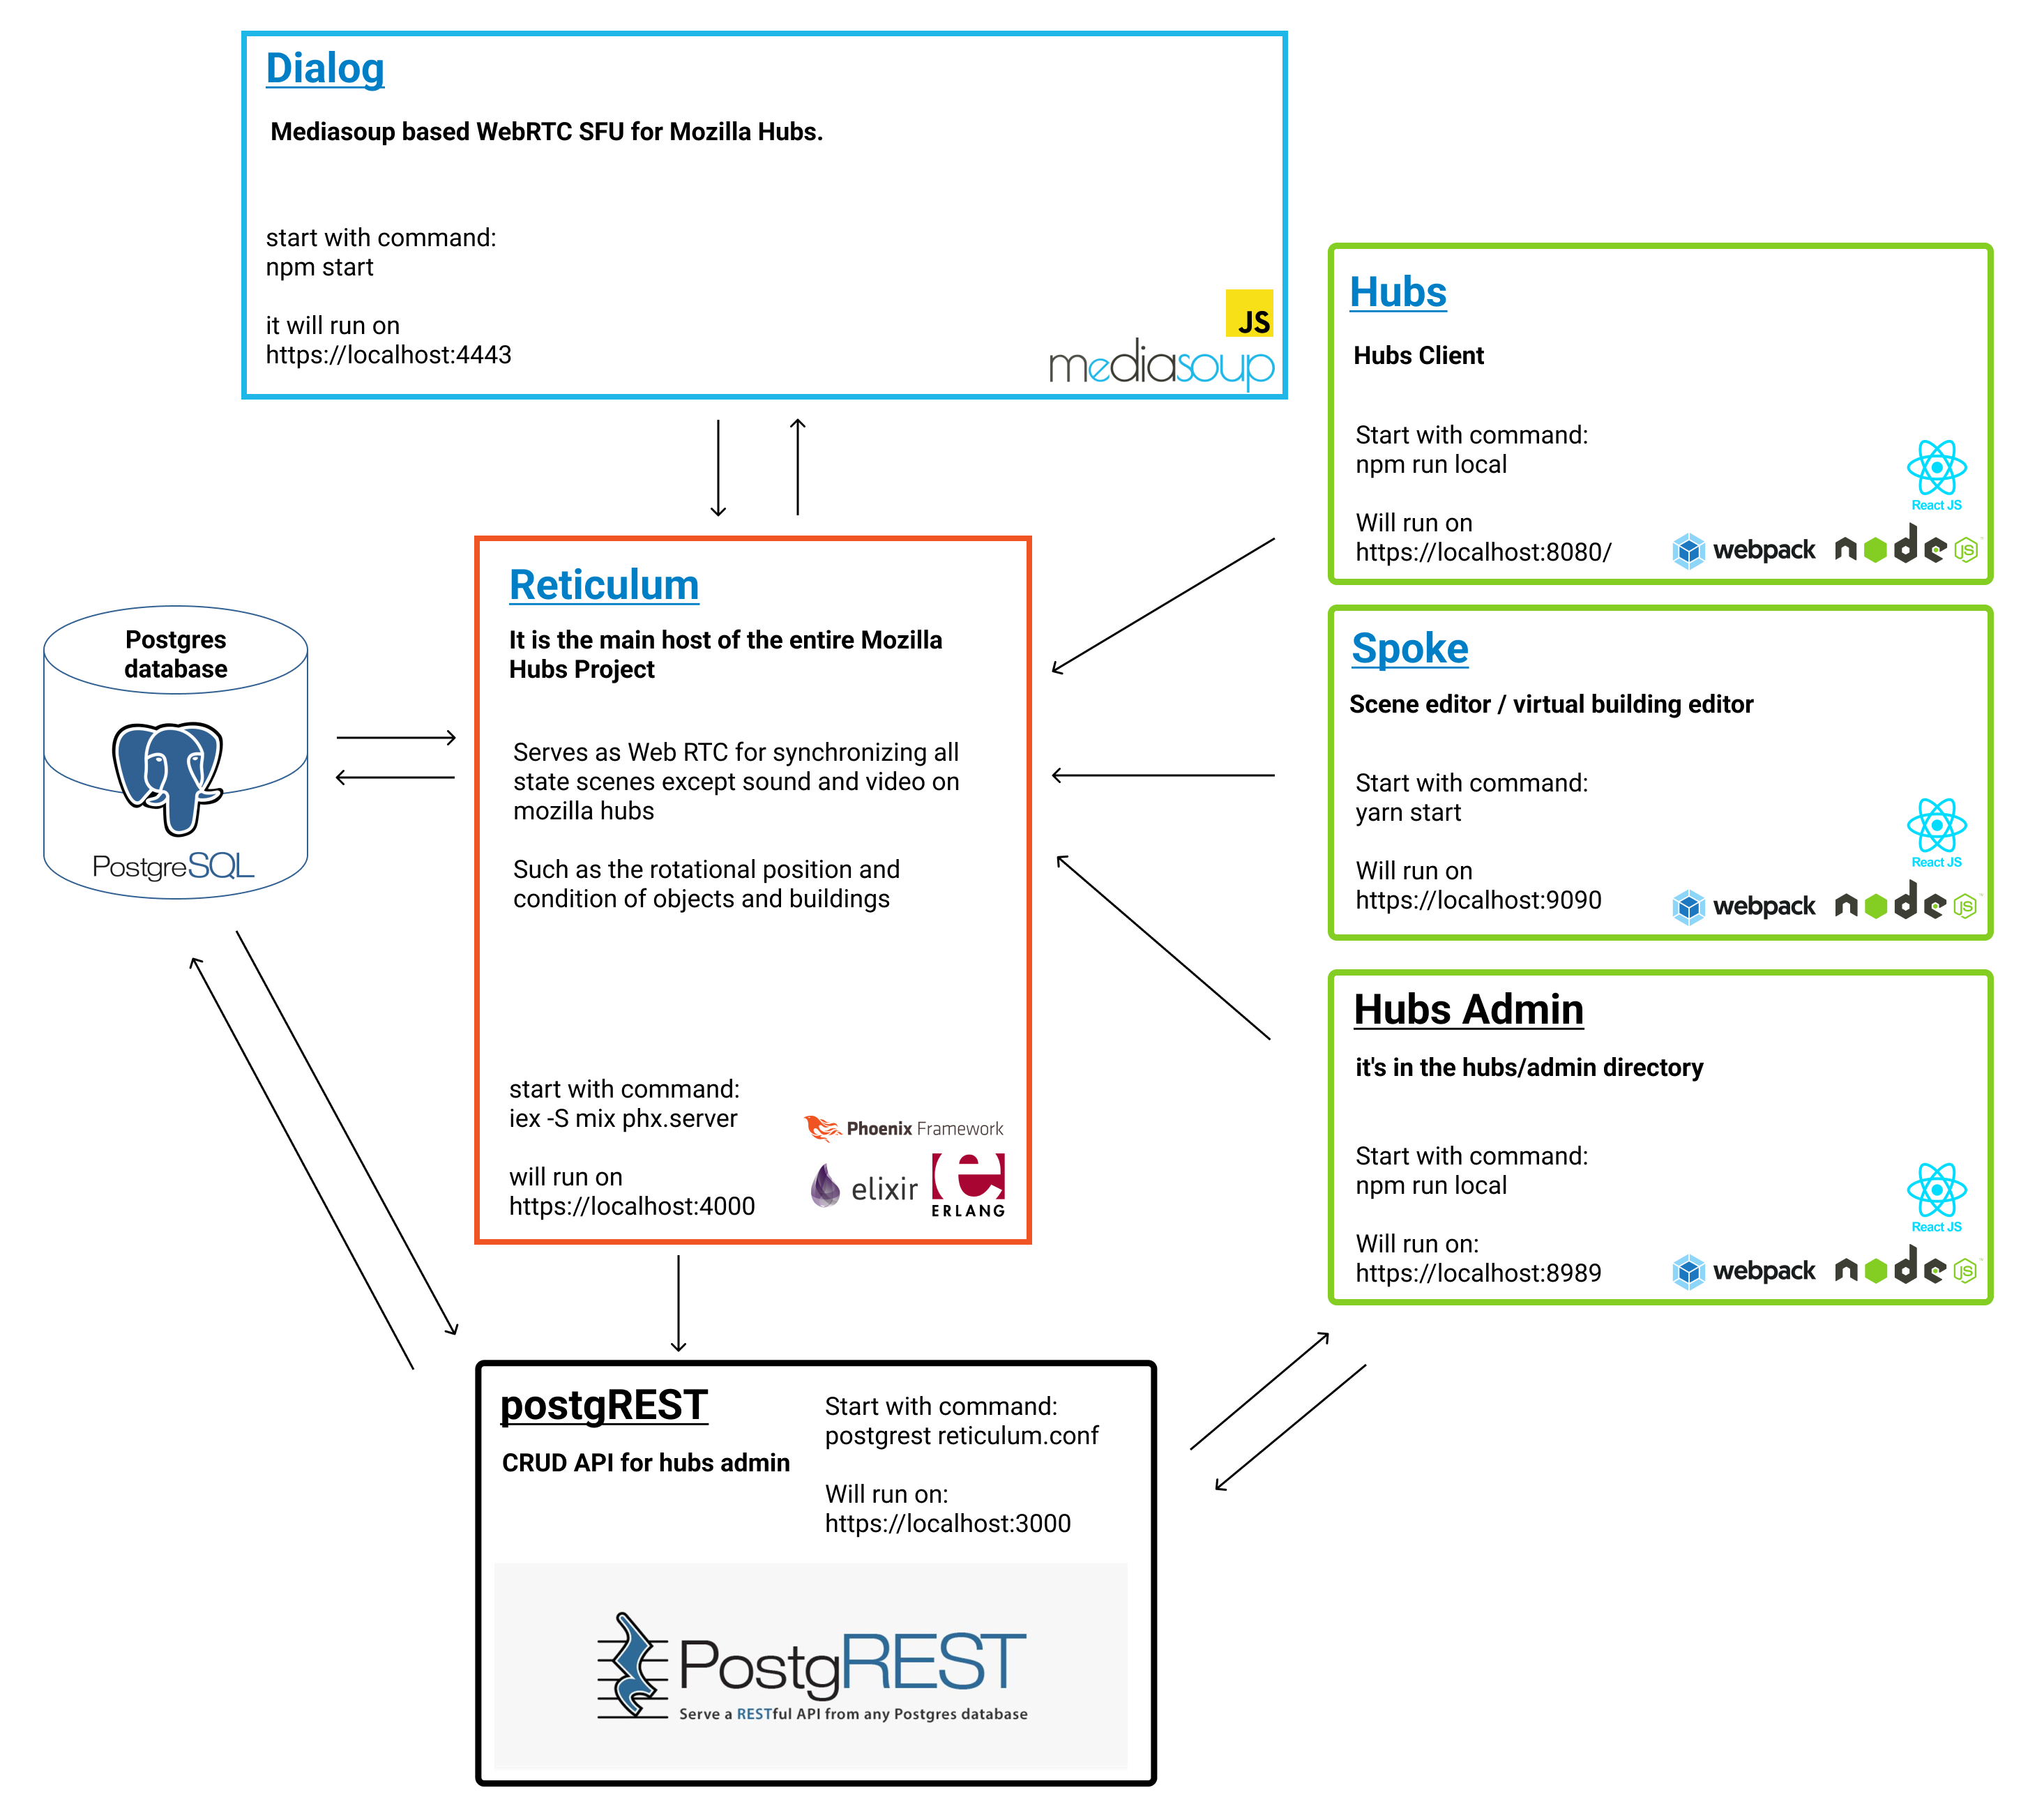 Dialog
Mediasoup based WebRTC SFU for Mozilla Hubs.
start with command:
npm start
it will run on
https://localhost:4443
JS
mediasoup
Hubs
Hubs Client
Start with command:
npm run local
Will run on
https://localhost:8080/
React JS
webpack
node
JS
Postgres
database
PostgreSQL
Reticulum
It is the main host of the entire Mozilla
Hubs Project
Serves as Web RTC for synchronizing all
state scenes except sound and video on
mozilla hubs
Such as the rotational position and
condition of objects and buildings
start with command:
iex -S mix phx.server
will run on
https://localhost:4000
Phoenix Framework
elixir
e
ERLANG
Spoke
Scene editor / virtual building editor
Start with command:
yarn start
Will run on
https://localhost:9090
React JS
webpack
node
JS
Hubs Admin
it's in the hubs/admin directory
Start with command:
npm run local
Will run on:
https://localhost:8989
React JS
webpack
node
JS
postgREST
CRUD API for hubs admin
Start with command:
postgrest reticulum.conf
Will run on:
https://localhost:3000
PostgREST
Serve a RESTful API from any Postgres database